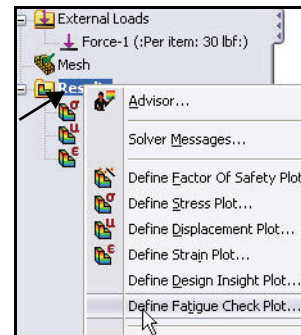 External Loads
Force-1 (:Per item: 30 lbf:)
Mesh
Results
Advisor...
Solver Messages...
Define Factor Of Safety Plot
Define Stress Plot...
Define Displacement Plot...
Define Strain Plot...
Define Design Insight Plot...
Define Fatigue Check Plot...